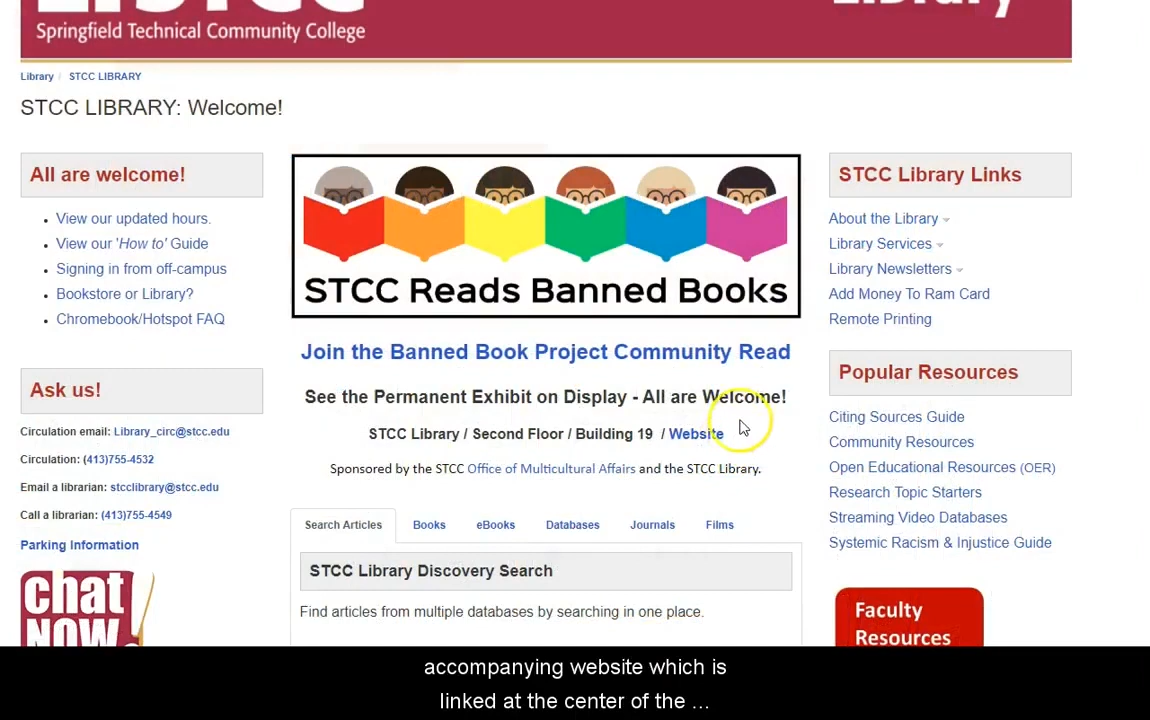 Springfield Technical Community College
Library / STCC LIBRARY
STCC LIBRARY: Welcome!
All are welcome!
View our updated hours.
View our 'How to' Guide
Signing in from off-campus
Bookstore or Library?
Chromebook/Hotspot FAQ
Ask us!
Circulation email: Library_circ@stcc.edu
Circulation: (413)755-4532
Email a librarian: stcclibrary@stcc.edu
Call a librarian: (413)755-4549
Parking Information
chat
NOW
STCC Reads Banned Books
Join the Banned Book Project Community Read
See the Permanent Exhibit on Display - All are Welcome!
STCC Library / Second Floor / Building 19 / Website
Sponsored by the STCC Office of Multicultural Affairs and the STCC Library.
Search Articles Books eBooks Databases Journals Films
STCC Library Discovery Search
Find articles from multiple databases by searching in one place.
STCC Library Links
About the Library
Library Services
Library Newsletters
Add Money To Ram Card
Remote Printing
Popular Resources
Citing Sources Guide
Community Resources
Open Educational Resources (OER)
Research Topic Starters
Streaming Video Databases
Systemic Racism & Injustice Guide
Faculty
Resources
accompanying website which is
linked at the center of the ...